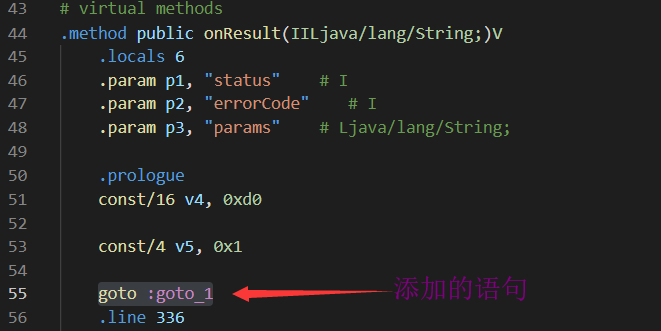 43 # virtual methods
44 .method public onResult(IILjava/lang/String;)V
45 .locals 6
46 .param p1, "status" # I
47 .param p2, "errorCode" # I
48 .param p3, "params" # Ljava/lang/String;
49
50 .prologue
51 const/16 v4, 0xd0
52
53 const/4 v5, 0x1
54
55 goto :goto_1 添加的语句
56 .line 336